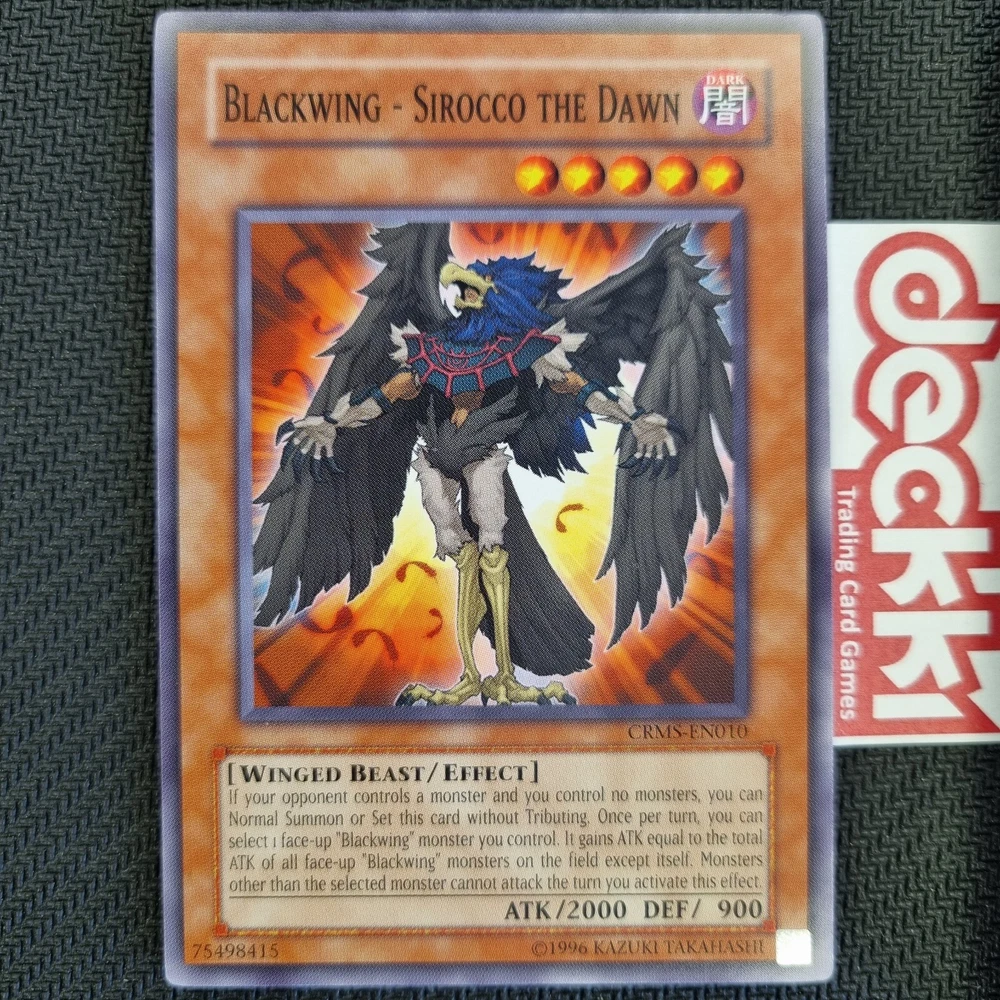 BLACKWING - SIROCCO THE DAWN
DARK
闇
CRMS-EN010
[WINGED BEAST/EFFECT]
If your opponent controls a monster and you control no monsters, you can
Normal Summon or Set this card without Tributing. Once per turn, you can
select 1 face-up "Blackwing" monster you control. It gains ATK equal to the total
ATK of all face-up "Blackwing" monsters on the field except itself. Monsters
other than the selected monster cannot attack the turn you activate this effect.
ATK/2000 DEF/ 900
75498415
©1996 KAZUKI TAKAHASHI
deckki
Trading Card Games